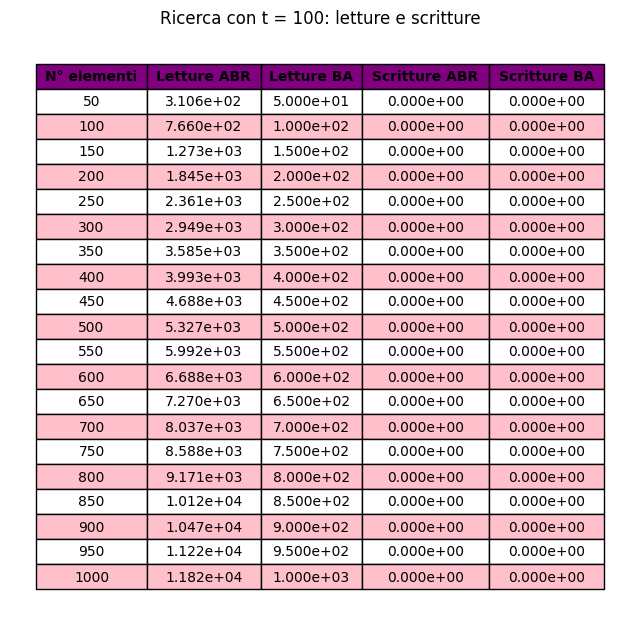 Ricerca con t = 100: letture e scritture
N° elementi Letture ABR Letture BA Scritture ABR Scritture BA
50 3.106e+02 5.000e+01 0.000e+00 0.000e+00
100 7.660e+02 1.000e+02 0.000e+00 0.000e+00
150 1.273e+03 1.500e+02 0.000e+00 0.000e+00
200 1.845e+03 2.000e+02 0.000e+00 0.000e+00
250 2.361e+03 2.500e+02 0.000e+00 0.000e+00
300 2.949e+03 3.000e+02 0.000e+00 0.000e+00
350 3.585e+03 3.500e+02 0.000e+00 0.000e+00
400 3.993e+03 4.000e+02 0.000e+00 0.000e+00
450 4.688e+03 4.500e+02 0.000e+00 0.000e+00
500 5.327e+03 5.000e+02 0.000e+00 0.000e+00
550 5.992e+03 5.500e+02 0.000e+00 0.000e+00
600 6.688e+03 6.000e+02 0.000e+00 0.000e+00
650 7.270e+03 6.500e+02 0.000e+00 0.000e+00
700 8.037e+03 7.000e+02 0.000e+00 0.000e+00
750 8.588e+03 7.500e+02 0.000e+00 0.000e+00
800 9.171e+03 8.000e+02 0.000e+00 0.000e+00
850 1.012e+04 8.500e+02 0.000e+00 0.000e+00
900 1.047e+04 9.000e+02 0.000e+00 0.000e+00
950 1.122e+04 9.500e+02 0.000e+00 0.000e+00
1000 1.182e+04 1.000e+03 0.000e+00 0.000e+00